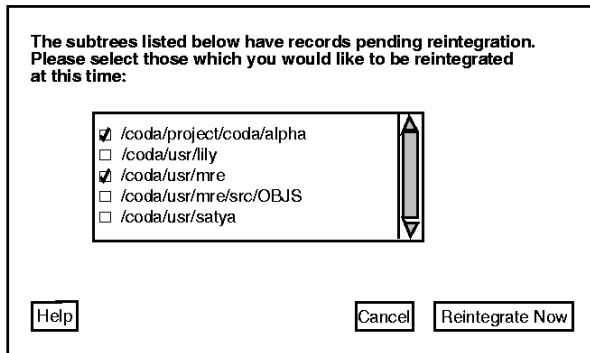 The subtrees listed below have records pending reintegration.
Please select those which you would like to be reintegrated
at this time:
/coda/project/coda/alpha
/coda/usr/lily
/coda/usr/mre
/coda/usr/mre/src/OBJS
/coda/usr/satya
Help
Cancel
Reintegrate Now